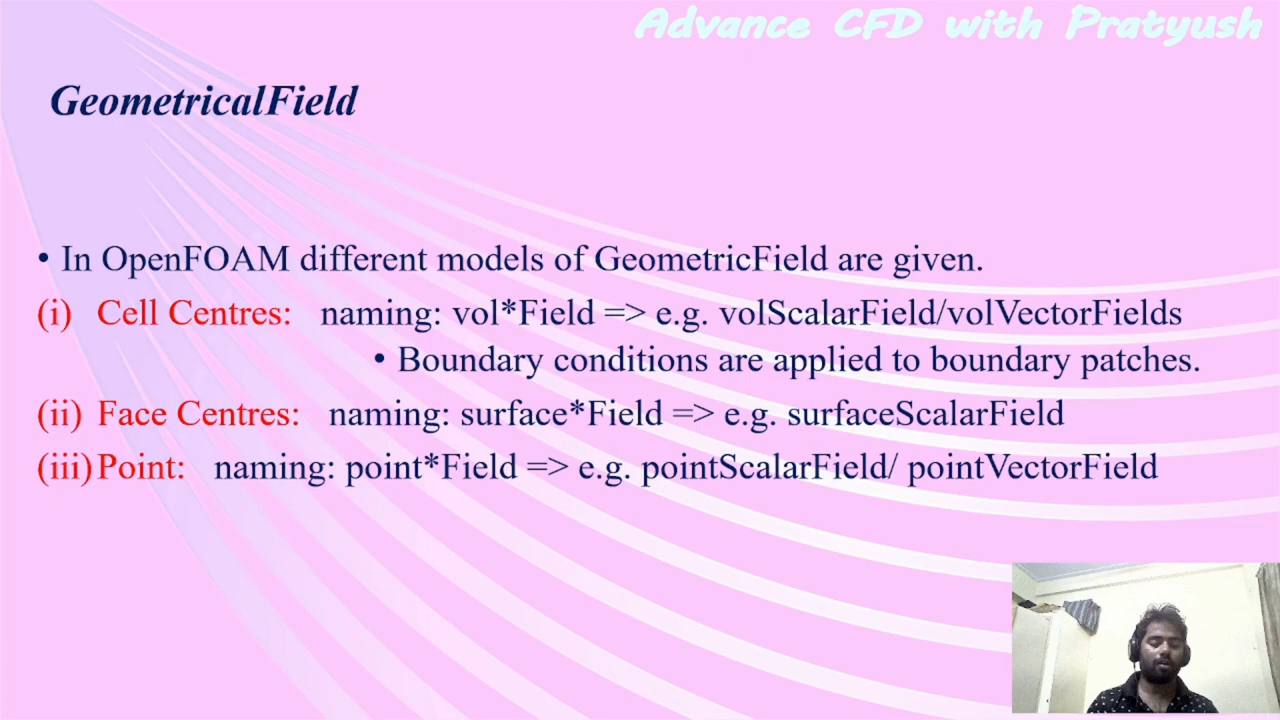 Advance CFD with Pratyush
GeometricalField
• In OpenFOAM different models of GeometricField are given.
(i) Cell Centres: naming: vol*Field => e.g. volScalarField/volVectorFields
• Boundary conditions are applied to boundary patches.
(ii) Face Centres: naming: surface*Field => e.g. surfaceScalarField
(iii) Point: naming: point*Field => e.g. pointScalarField/ pointVectorField